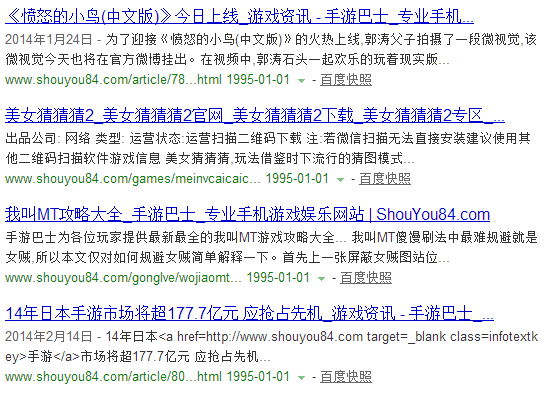 《愤怒的小鸟(中文版)》今日上线_游戏资讯 - 手游巴士_专业手机...
2014年1月24日 - 为了迎接《愤怒的小鸟(中文版)》的火热上线,郭涛父子拍摄了一段微视觉,该
微视觉今天也将在官方微博挂出。在视频中,郭涛石头一起欢乐的玩着现实版...
www.shouyou84.com/article/78...html 1995-01-01 - 百度快照
美女猜猜猜2_美女猜猜猜2官网_美女猜猜猜2下载_美女猜猜猜2专区_...
出品公司: 网络 类型: 运营状态:运营扫描二维码下载 注:若微信扫描无法直接安装建议使用其
他二维码扫描软件游戏信息 美女猜猜猜,玩法借鉴时下流行的猜图模式...
www.shouyou84.com/games/meinvcaicaic... 1995-01-01 - 百度快照
我叫MT攻略大全_手游巴士_专业手机游戏娱乐网站 | ShouYou84.com
手游巴士为各位玩家提供最新最全的我叫MT游戏攻略大全... 我叫MT傻漫刷法中最难规避就是
女贼,所以本文仅对如何规避女贼简单解释一下。首先上一张屏蔽女贼图站位...
www.shouyou84.com/gonglve/wojiaomt... 1995-01-01 - 百度快照
14年日本手游市场将超177.7亿元 应抢占先机_游戏资讯 - 手游巴士_...
2014年2月14日 - 14年日本<a href=http://www.shouyou84.com target=_blank class=infotextk
ey>手游</a>市场将超177.7亿元 应抢占先机...
www.shouyou84.com/article/80...html 1995-01-01 - 百度快照